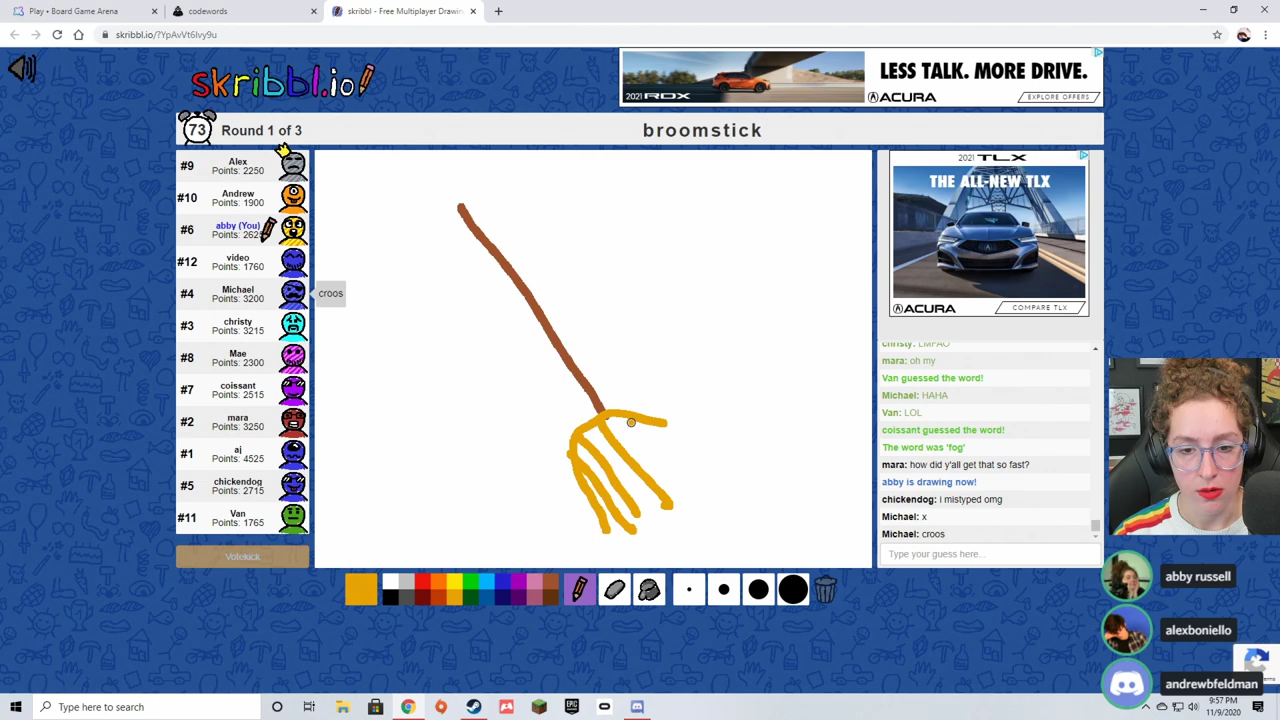 Play • Board Game Arena
codewords
skribbl - Free Multiplayer Drawin
skribbl.io/?YpAvVt6Ivy9u
skribbl.io
LESS TALK. MORE DRIVE.
2021 RDX
ACURA
EXPLORE OFFERS
73
Round 1 of 3
broomstick
#9 Alex
Points: 2250
#10 Andrew
Points: 1900
#6 abby (You)
Points: 2625
#12 video
Points: 1760
#4 Michael
Points: 3200
croos
#3 christy
Points: 3215
#8 Mae
Points: 2300
#7 coissant
Points: 2515
#2 mara
Points: 3250
#1 aj
Points: 4525
#5 chickendog
Points: 2715
#11 Van
Points: 1765
Votekick
2021 TLX
THE ALL-NEW TLX
ACURA
COMPARE TLX
christy: LMFAO
mara: oh my
Van guessed the word!
Michael: HAHA
Van: LOL
coissant guessed the word!
The word was 'fog'
mara: how did y'all get that so fast?
abby is drawing now!
chickendog: i mistyped omg
Michael: x
Michael: croos
Type your guess here...
abby russell
alexboniello
andrewbfeldman
Type here to search
EPIC
9:57 PM
11/9/2020